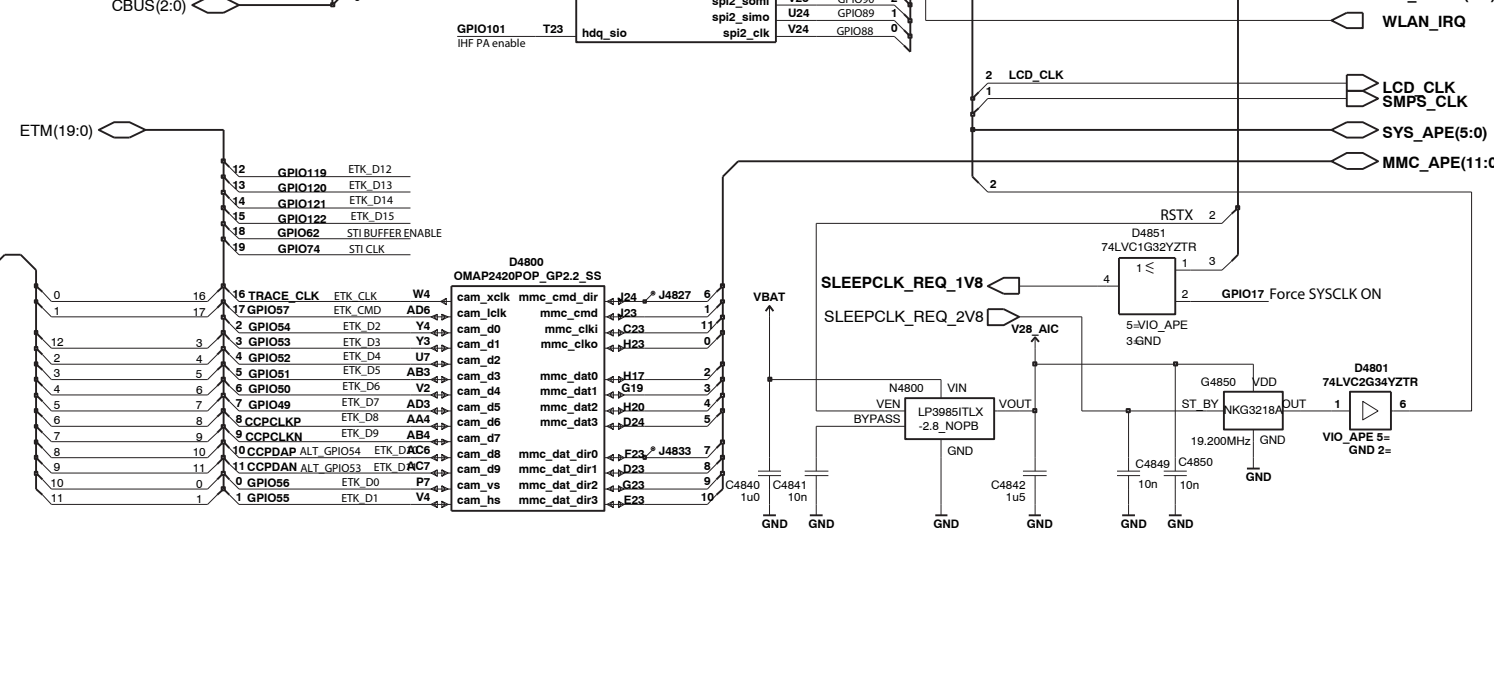 CBUS(2:0)
GPIO101 T23 hdq_sio
IHF PA enable
spi2_somi
spi2_simo U24 GPIO89 1
spi2_clk V24 GPIO88 0
WLAN_IRQ
2 LCD_CLK
LCD_CLK
1
SMPS_CLK
ETM(19:0)
SYS_APE(5:0)
MMC_APE(11:0
2
12 GPIO119 ETK_D12
13 GPIO120 ETK_D13
14 GPIO121 ETK_D14
15 GPIO122 ETK_D15
18 GPIO62 STI BUFFER ENABLE
19 GPIO74 STI CLK
RSTX 2
D4851
74LVC1G32YZTR
1≤
1 3
4
2 GPIO17 Force SYSCLK ON
5=VIO_APE
3=GND
SLEEPCLK_REQ_1V8
SLEEPCLK_REQ_2V8
D4800
OMAP2420POP_GP2.2_SS
0 16 16 TRACE_CLK ETK_CLK W4 cam_xclk mmc_cmd_dir J24 J4827 6
1 17 17 GPIO57 ETK_CMD AD6 cam_lclk mmc_cmd J23 1
2 GPIO54 ETK_D2 Y4 cam_d0 mmc_clki C23 11
12 3 3 GPIO53 ETK_D3 Y3 cam_d1 mmc_clko H23 0
2 4 4 GPIO52 ETK_D4 U7 cam_d2
3 5 5 GPIO51 ETK_D5 AB3 cam_d3 mmc_dat0 H17 2
4 6 6 GPIO50 ETK_D6 V2 cam_d4 mmc_dat1 G19 3
5 7 7 GPIO49 ETK_D7 AD3 cam_d5 mmc_dat2 H20 4
6 8 8 CCPCLKP ETK_D8 AA4 cam_d6 mmc_dat3 D24 5
7 9 9 CCPCLKN ETK_D9 AB4 cam_d7
8 10 10 CCPDAP ALT_GPIO54 AC6 cam_d8 mmc_dat_dir0 F23 J4833 7
9 11 11 CCPDAN ALT_GPIO53 AC7 cam_d9 mmc_dat_dir1 D23 8
10 0 0 GPIO56 ETK_D0 P7 cam_vs mmc_dat_dir2 G23 9
11 1 1 GPIO55 ETK_D1 V4 cam_hs mmc_dat_dir3 E23 10
VBAT
V28_AIC
N4800 VIN
VEN
BYPASS
LP3985ITLX
-2.8_NOPB
VOUT
GND
G4850 VDD
ST_BY NKG3218A OUT
19.200MHz GND
GND
D4801
74LVC2G34YZTR
1 6
VIO_APE 5=
GND 2=
C4840
1u0
C4841
10n
C4842
1u5
C4849
10n
C4850
10n
GND GND GND GND GND GND